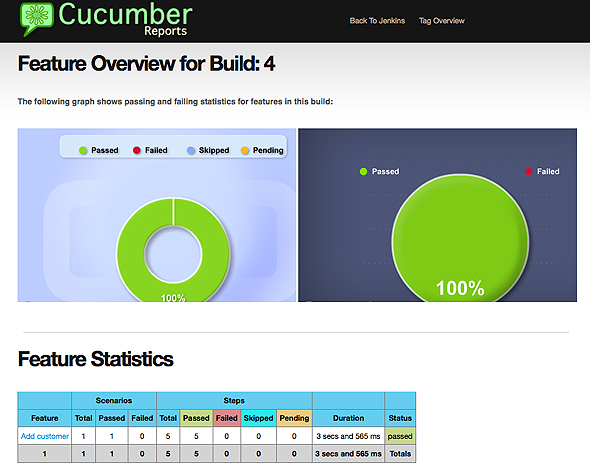 Cucumber
Reports
Back To Jenkins Tag Overview
Feature Overview for Build: 4
The following graph shows passing and failing statistics for features in this build:
Passed Failed Skipped Pending
100%
Passed Failed
100%
Feature Statistics
Scenarios Steps
Feature Total Passed Failed Total Passed Failed Skipped Pending Duration Status
Add customer 1 1 0 5 5 0 0 0 3 secs and 565 ms passed
1 1 1 0 5 5 0 0 0 3 secs and 565 ms Totals